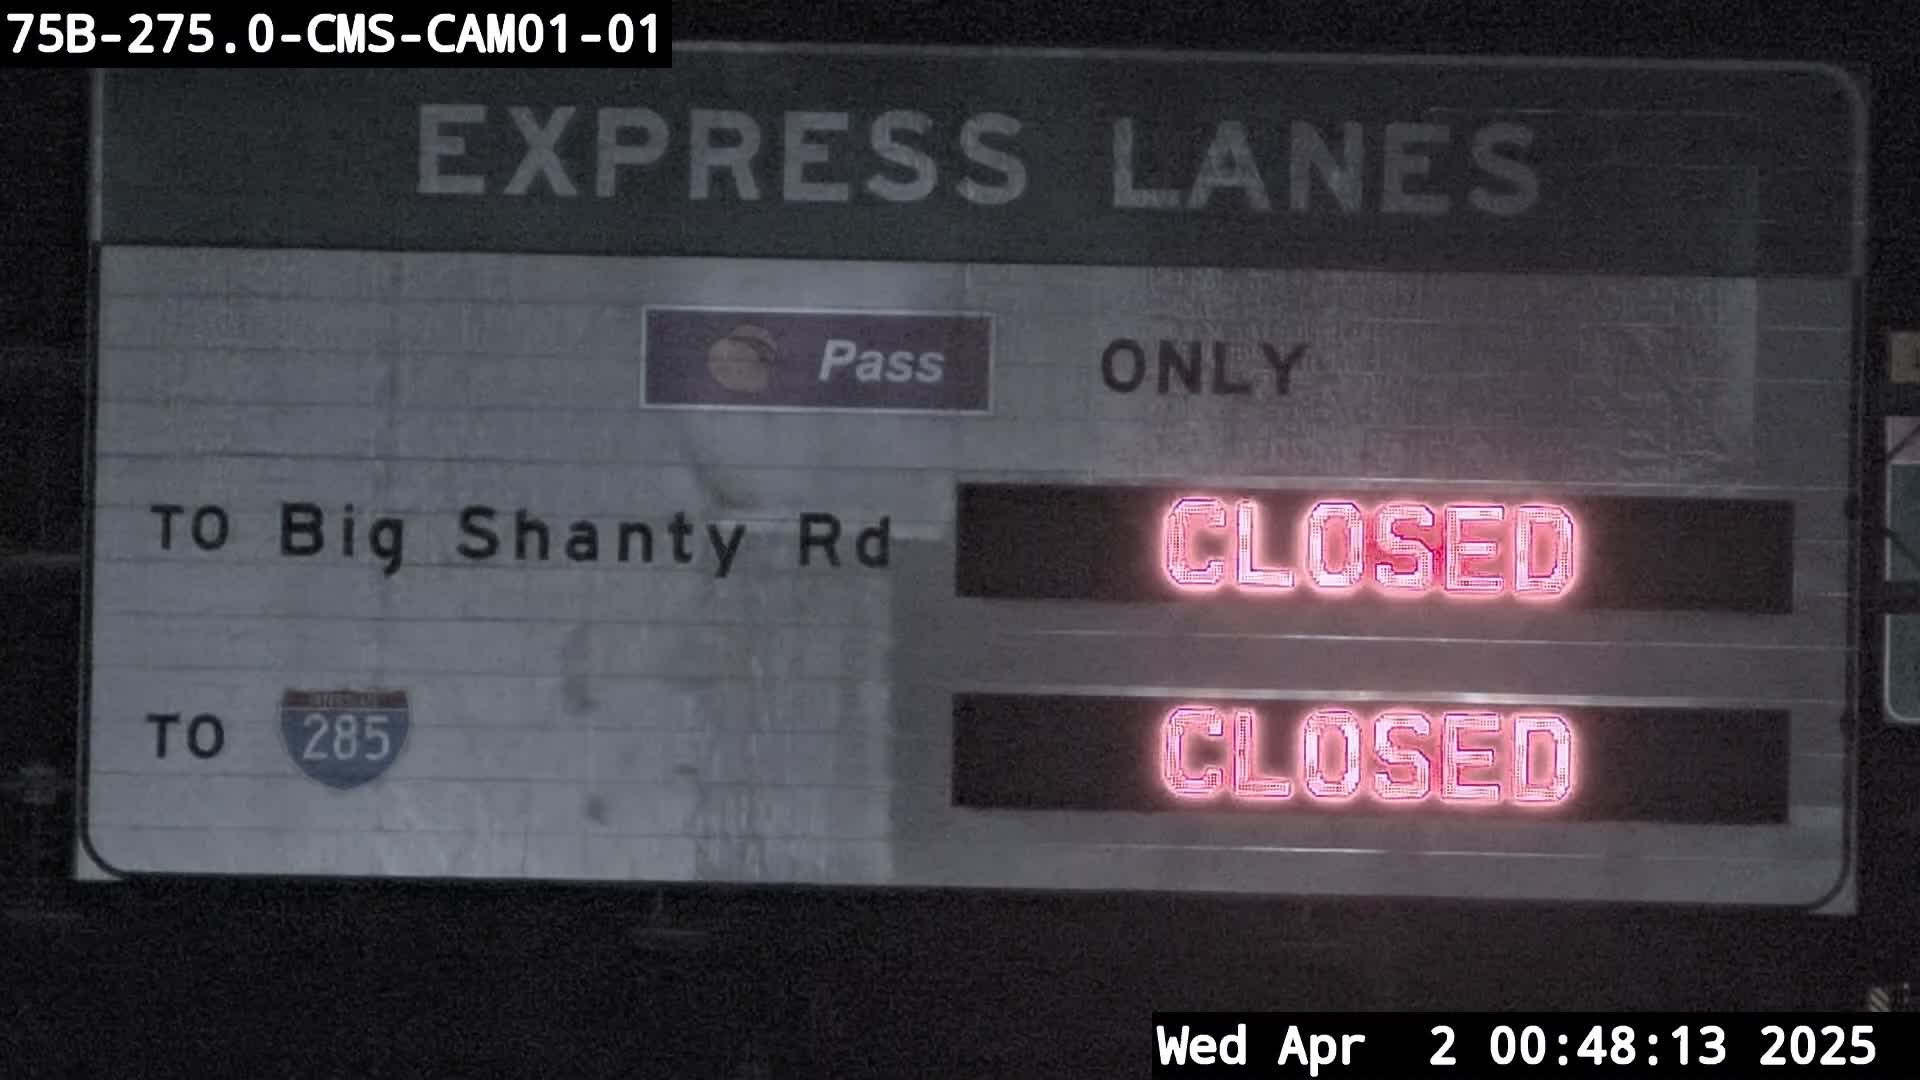 75B-275.0-CMS-CAM01-01
EXPRESS LANES
Pass ONLY
TO Big Shanty Rd CLOSED
TO 285 CLOSED
Wed Apr 2 00:48:13 2025